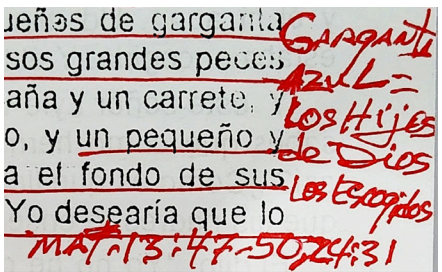 ueños de garganta
sos grandes peces
aña y un carrete, y
o, y un pequeño y
a el fondo de sus
Yo desearía que lo
GARGANTA
AZUL=
Los Hijos
de Dios
Los Escogidos
MAT. 13:47-50, 24:31